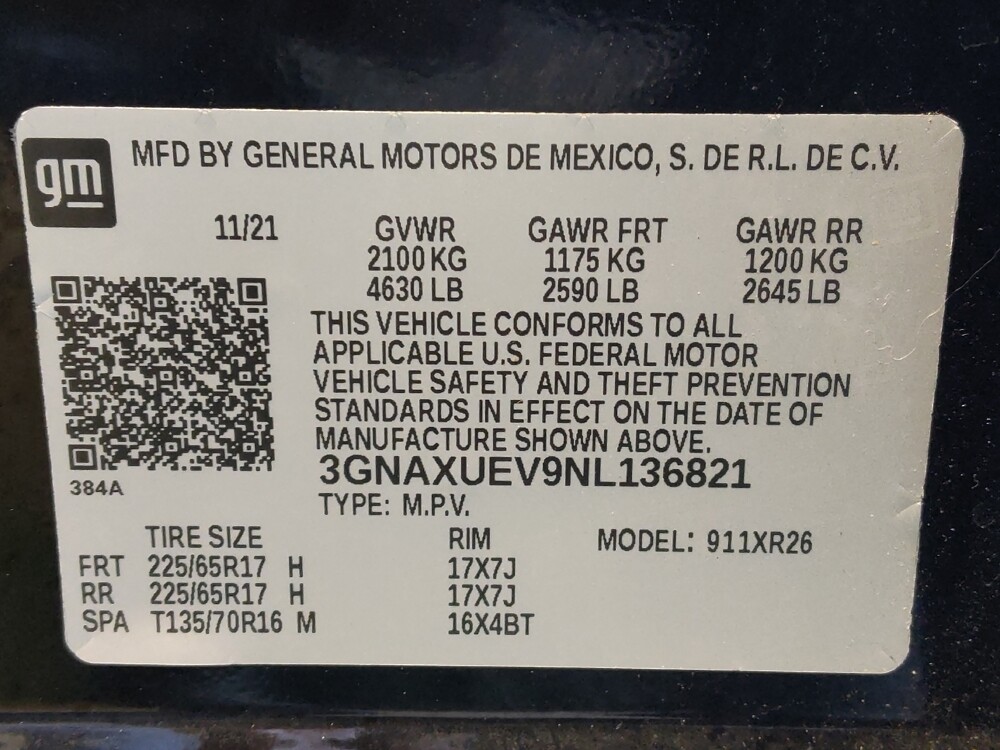 gm
MFD BY GENERAL MOTORS DE MEXICO, S. DE R.L. DE C.V.
11/21 GVWR GAWR FRT GAWR RR
2100 KG 1175 KG 1200 KG
4630 LB 2590 LB 2645 LB
THIS VEHICLE CONFORMS TO ALL
APPLICABLE U.S. FEDERAL MOTOR
VEHICLE SAFETY AND THEFT PREVENTION
STANDARDS IN EFFECT ON THE DATE OF
MANUFACTURE SHOWN ABOVE.
3GNAXUEV9NL136821
384A
TYPE: M.P.V.
TIRE SIZE RIM MODEL: 911XR26
FRT 225/65R17 H 17X7J
RR 225/65R17 H 17X7J
SPA T135/70R16 M 16X4BT